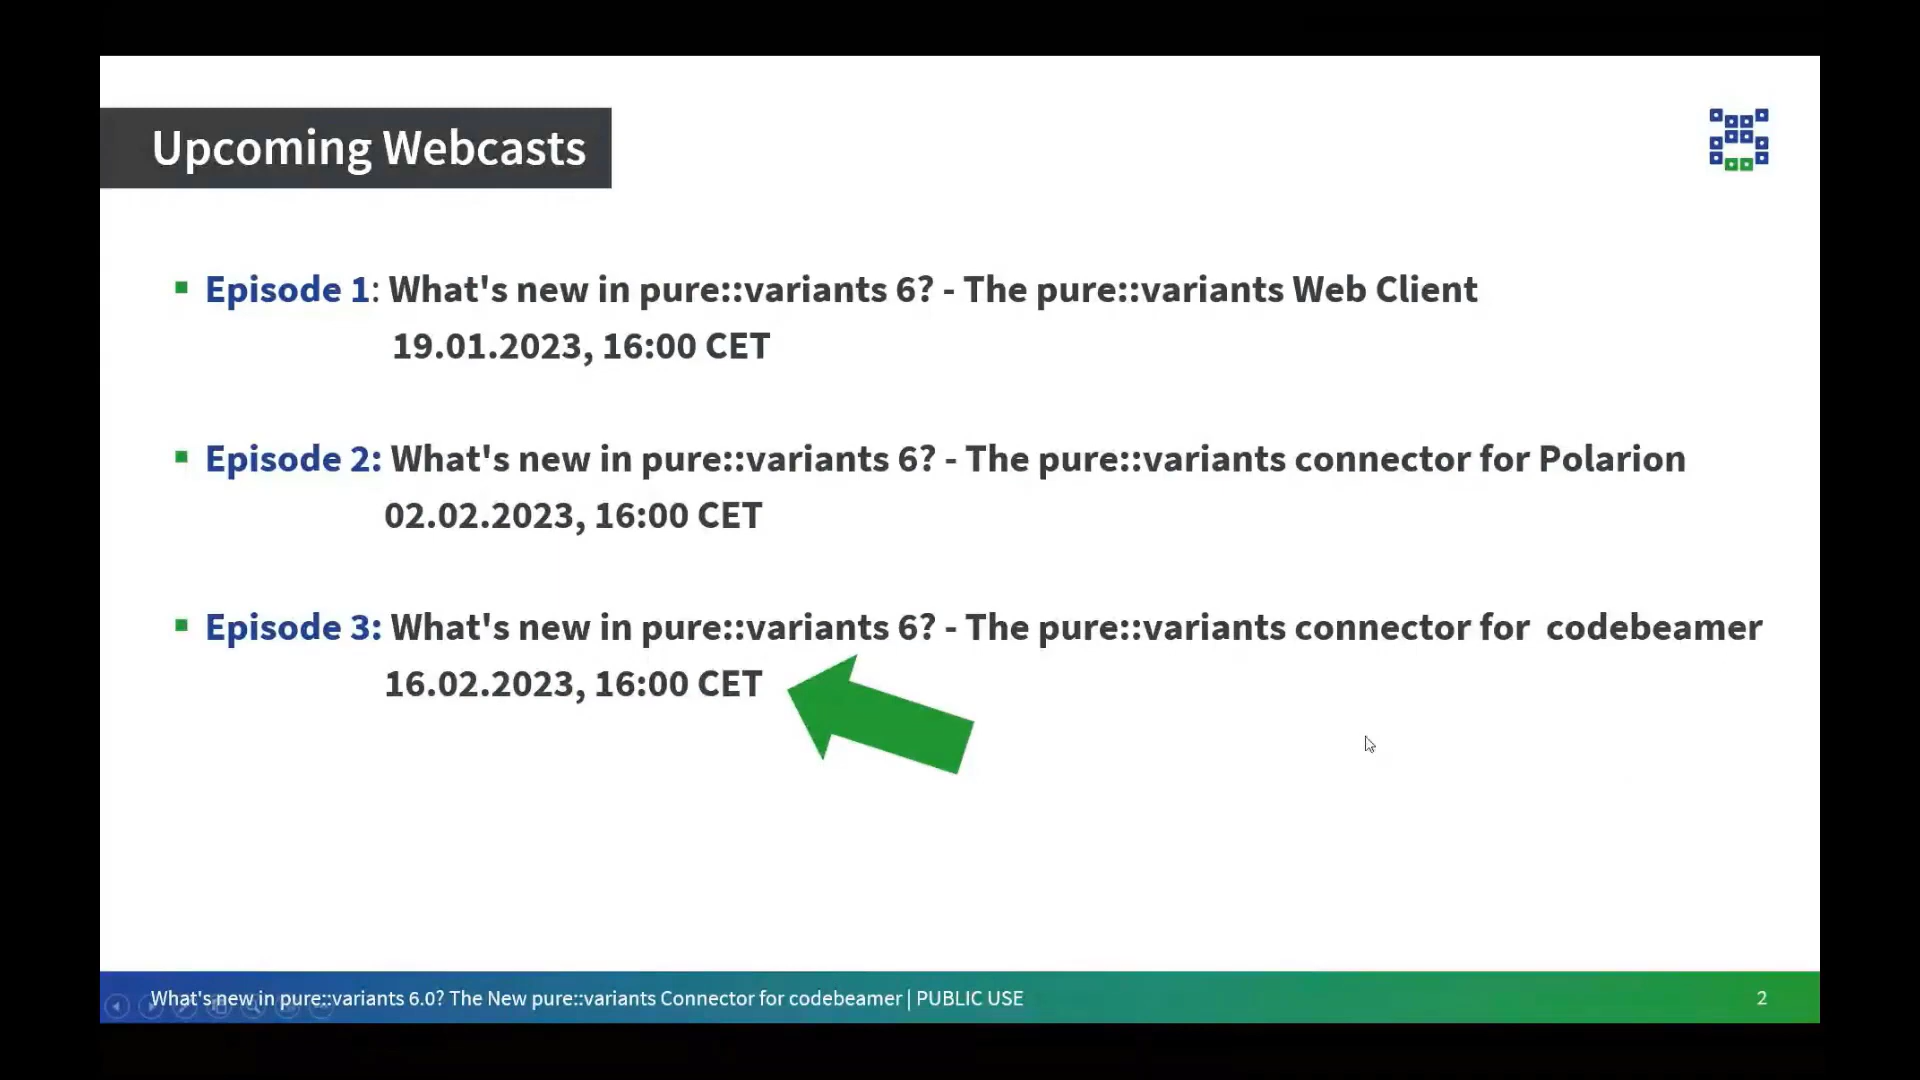 Upcoming Webcasts
Episode 1: What's new in pure::variants 6? - The pure::variants Web Client
19.01.2023, 16:00 CET
Episode 2: What's new in pure::variants 6? - The pure::variants connector for Polarion
02.02.2023, 16:00 CET
Episode 3: What's new in pure::variants 6? - The pure::variants connector for  codebeamer
16.02.2023, 16:00 CET
What's new in pure::variants 6.0? The New pure::variants Connector for codebeamer | PUBLIC USE
2